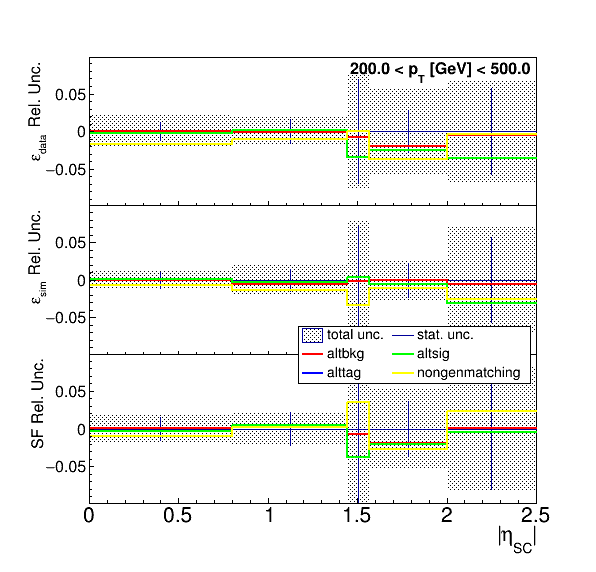 200.0 < p_T [GeV] < 500.0
ε_data Rel. Unc.
0.05
0
−0.05
ε_sim Rel. Unc.
0.05
0
−0.05
total unc. stat. unc.
altbkg altsig
alttag nongenmatching
SF Rel. Unc.
0.05
0
−0.05
0 0.5 1 1.5 2 2.5
|η_SC|